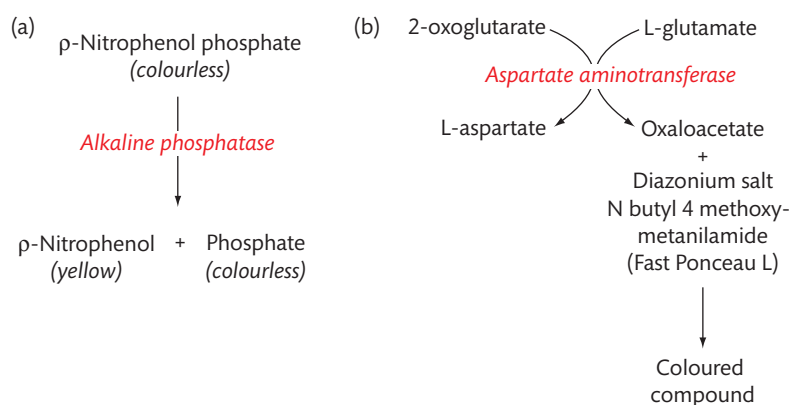 (a)
ρ-Nitrophenol phosphate
(colourless)
Alkaline phosphatase
ρ-Nitrophenol + Phosphate
(yellow) (colourless)
(b)
2-oxoglutarate L-glutamate
Aspartate aminotransferase
L-aspartate Oxaloacetate
+
Diazonium salt
N butyl 4 methoxy-
metanilamide
(Fast Ponceau L)
Coloured
compound